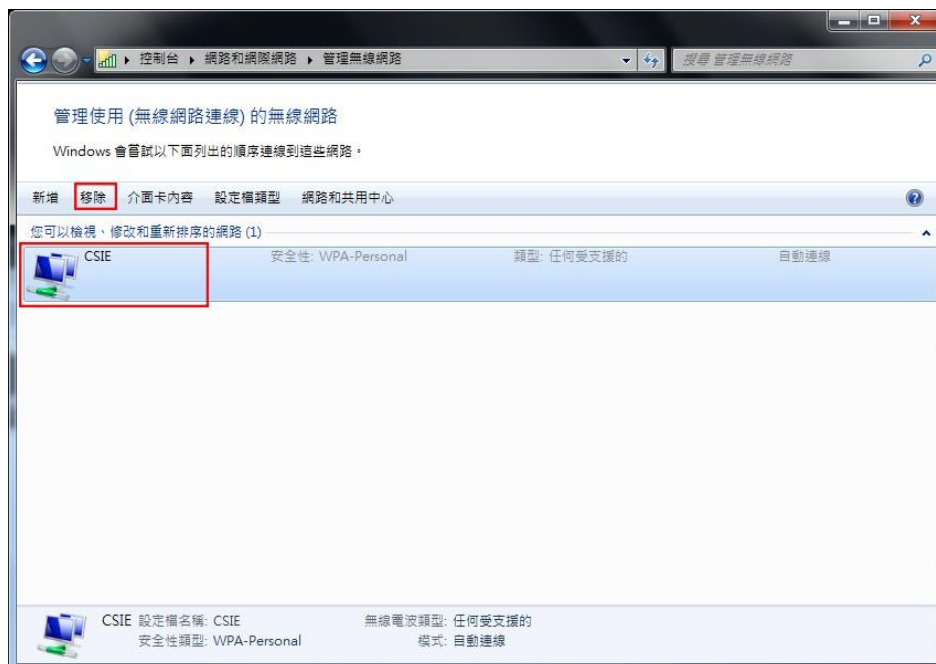 控制台 ▸ 網路和網際網路 ▸ 管理無線網路
搜尋 管理無線網路
管理使用 (無線網路連線) 的無線網路
Windows 會嘗試以下面列出的順序連線到這些網路。
新增 移除 介面卡內容 設定檔類型 網路和共用中心
您可以檢視、修改和重新排序的網路 (1)
CSIE 安全性: WPA-Personal 類型: 任何受支援的 自動連線
CSIE 設定檔名稱: CSIE 無線電波類型: 任何受支援的
安全性類型: WPA-Personal 模式: 自動連線